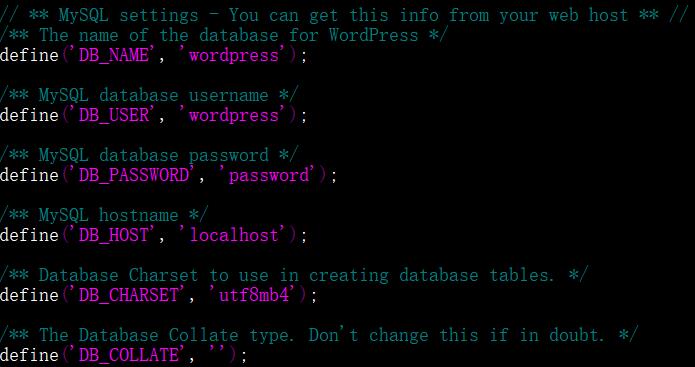 // ** MySQL settings - You can get this info from your web host ** //
/** The name of the database for WordPress */
define('DB_NAME', 'wordpress');
/** MySQL database username */
define('DB_USER', 'wordpress');
/** MySQL database password */
define('DB_PASSWORD', 'password');
/** MySQL hostname */
define('DB_HOST', 'localhost');
/** Database Charset to use in creating database tables. */
define('DB_CHARSET', 'utf8mb4');
/** The Database Collate type. Don't change this if in doubt. */
define('DB_COLLATE', '');